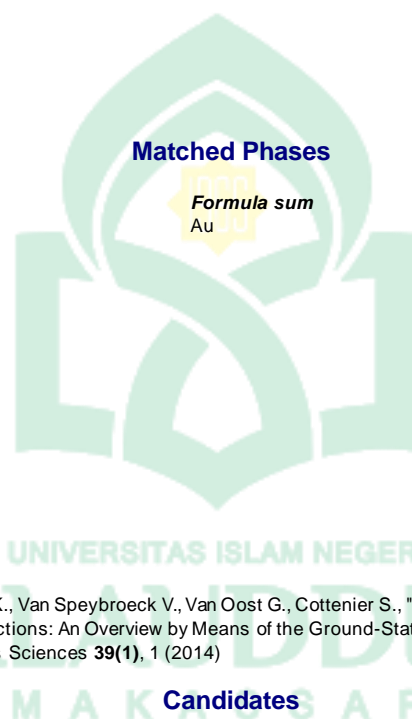 Matched Phases
Formula sum
Au
UNIVERSITAS ISLAM NEGER
K., Van Speybroeck V., Van Oost G., Cottenier S., "
ctions: An Overview by Means of the Ground-Stat
Sciences 39(1), 1 (2014)
LAUDD
Candidates
M A K A S S A R